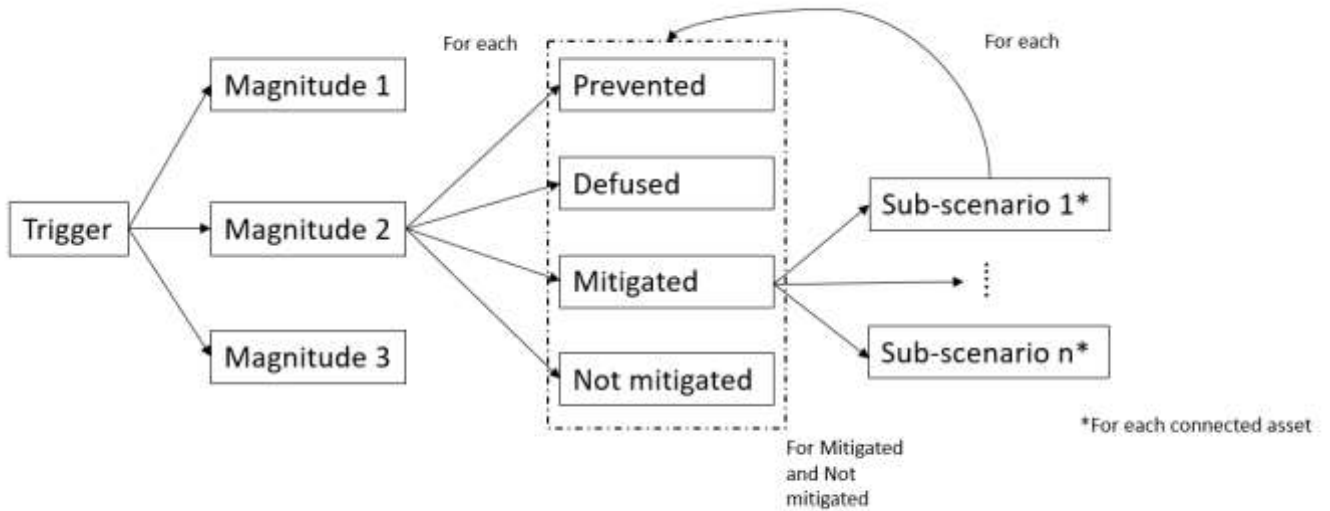 For each
For each
Magnitude 1
Prevented
Defused
Sub-scenario 1*
Trigger
Magnitude 2
Mitigated
Magnitude 3
Sub-scenario n*
Not mitigated
*For each connected asset
For Mitigated
and Not
mitigated